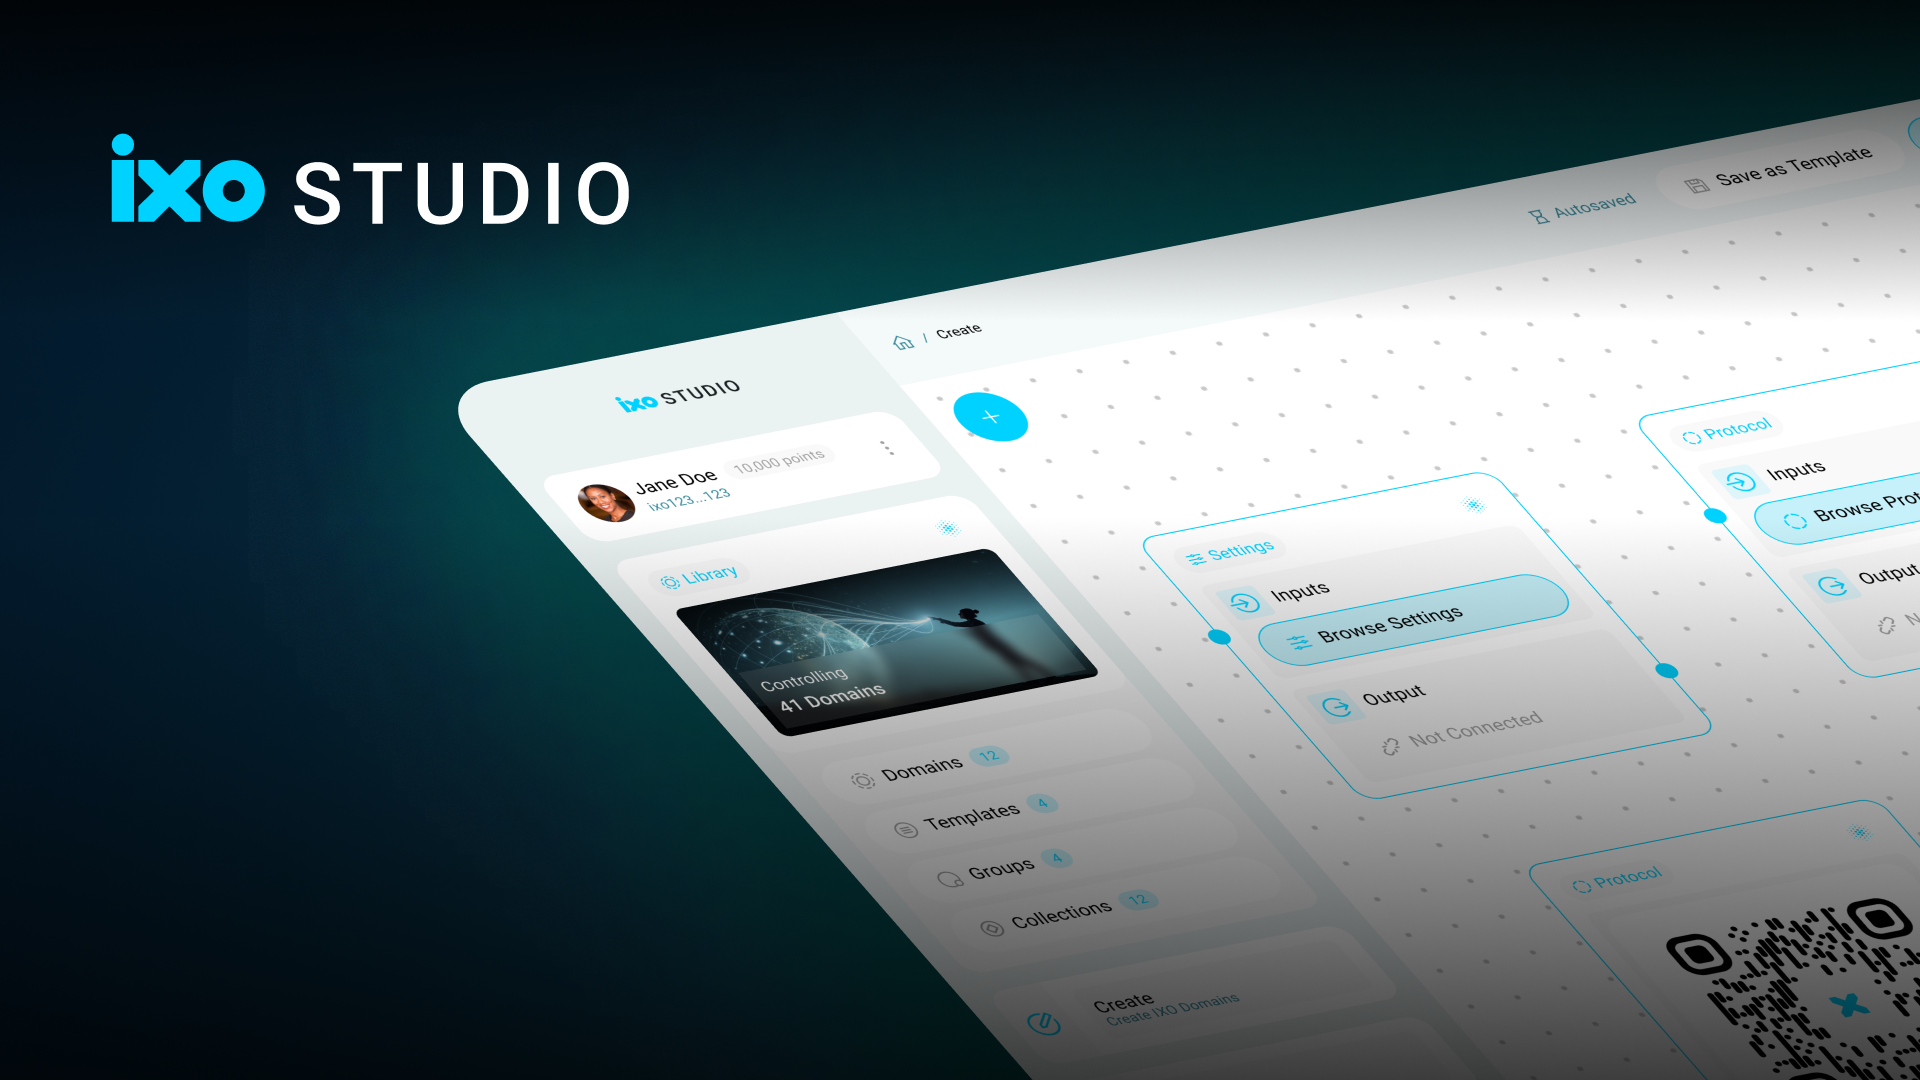 ixo STUDIO
ixo STUDIO
Jane Doe 10,000 points
ixo123...123
Library
Controlling
41 Domains
Domains 12
Templates 4
Groups 4
Collections 12
Create
Create IXO Domains
/ Create
Autosaved
Save as Template
+
Settings
Inputs
Browse Settings
Output
Not Connected
Protocol
Inputs
Browse
Output
Protocol